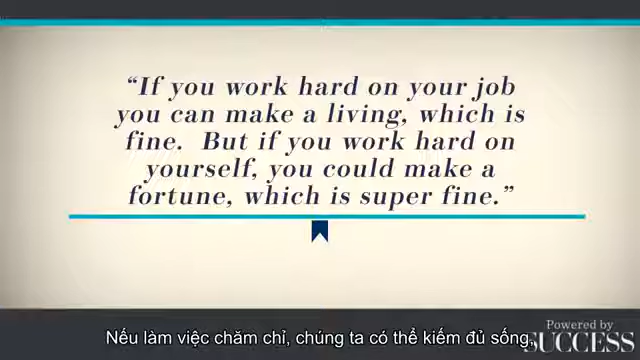 “If you work hard on your job
you can make a living, which is
fine. But if you work hard on
yourself, you could make a
fortune, which is super fine.”
Powered by
SUCCESS
Nếu làm việc chăm chỉ, chúng ta có thể kiếm đủ sống,